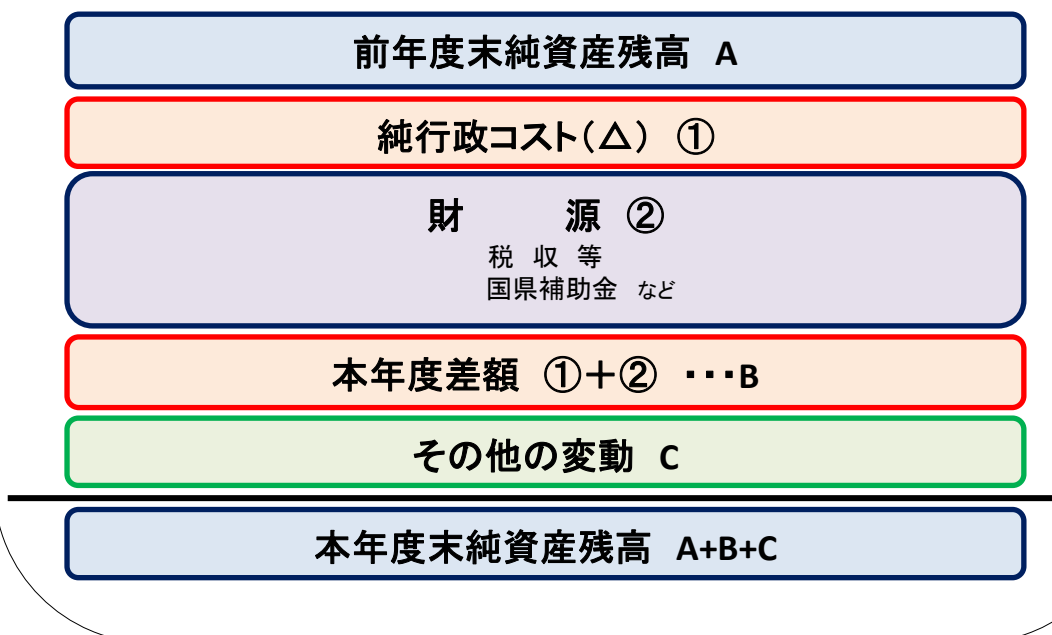 前年度末純資産残高 A
純行政コスト(△) ①
財 源 ②
税 収 等
国県補助金 など
本年度差額 ①+② ・・・B
その他の変動 C
本年度末純資産残高 A+B+C